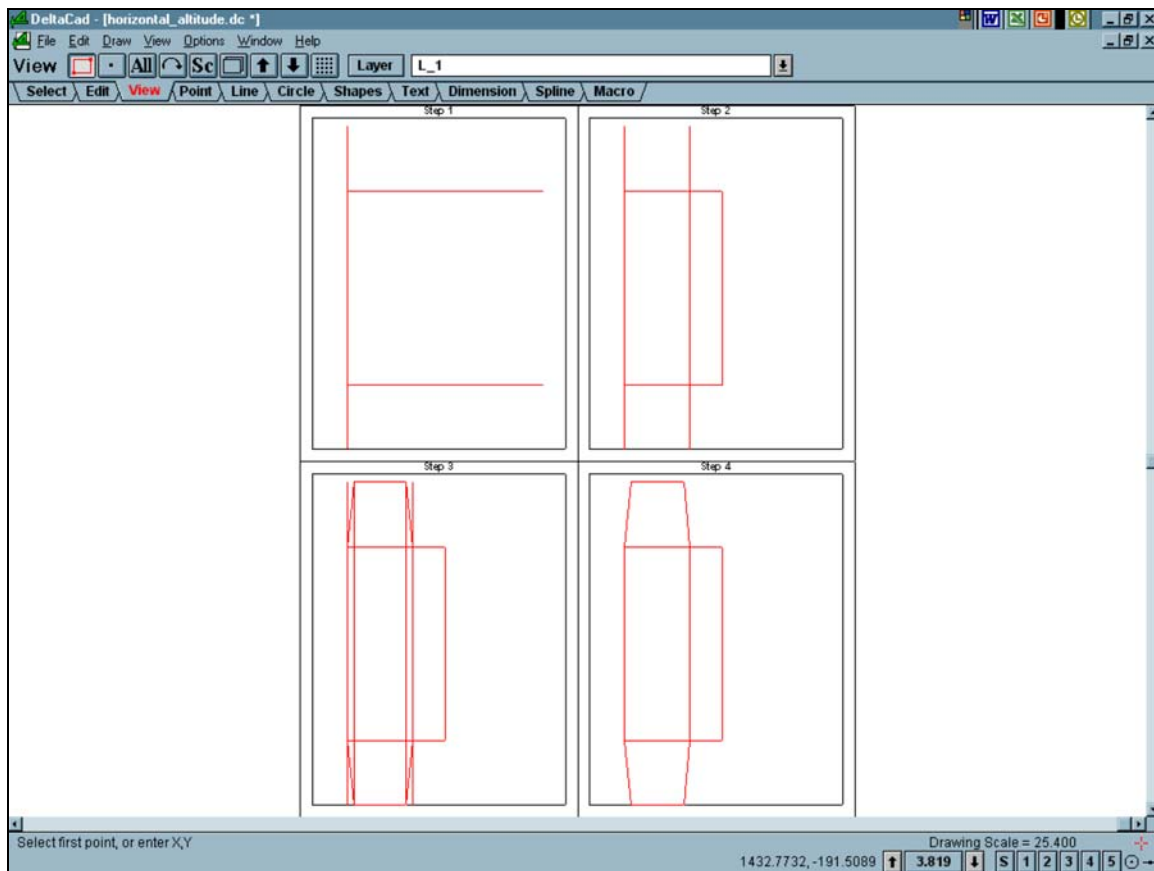 DeltaCad - [horizontal_altitude.dc *]
File Edit Draw View Options Window Help
View All Sc Layer L_1
Select Edit View Point Line Circle Shapes Text Dimension Spline Macro
Step 1 Step 2
Step 3 Step 4
Select first point, or enter X,Y Drawing Scale = 25.400
1432.7732,-191.5089 3.819 S 1 2 3 4 5